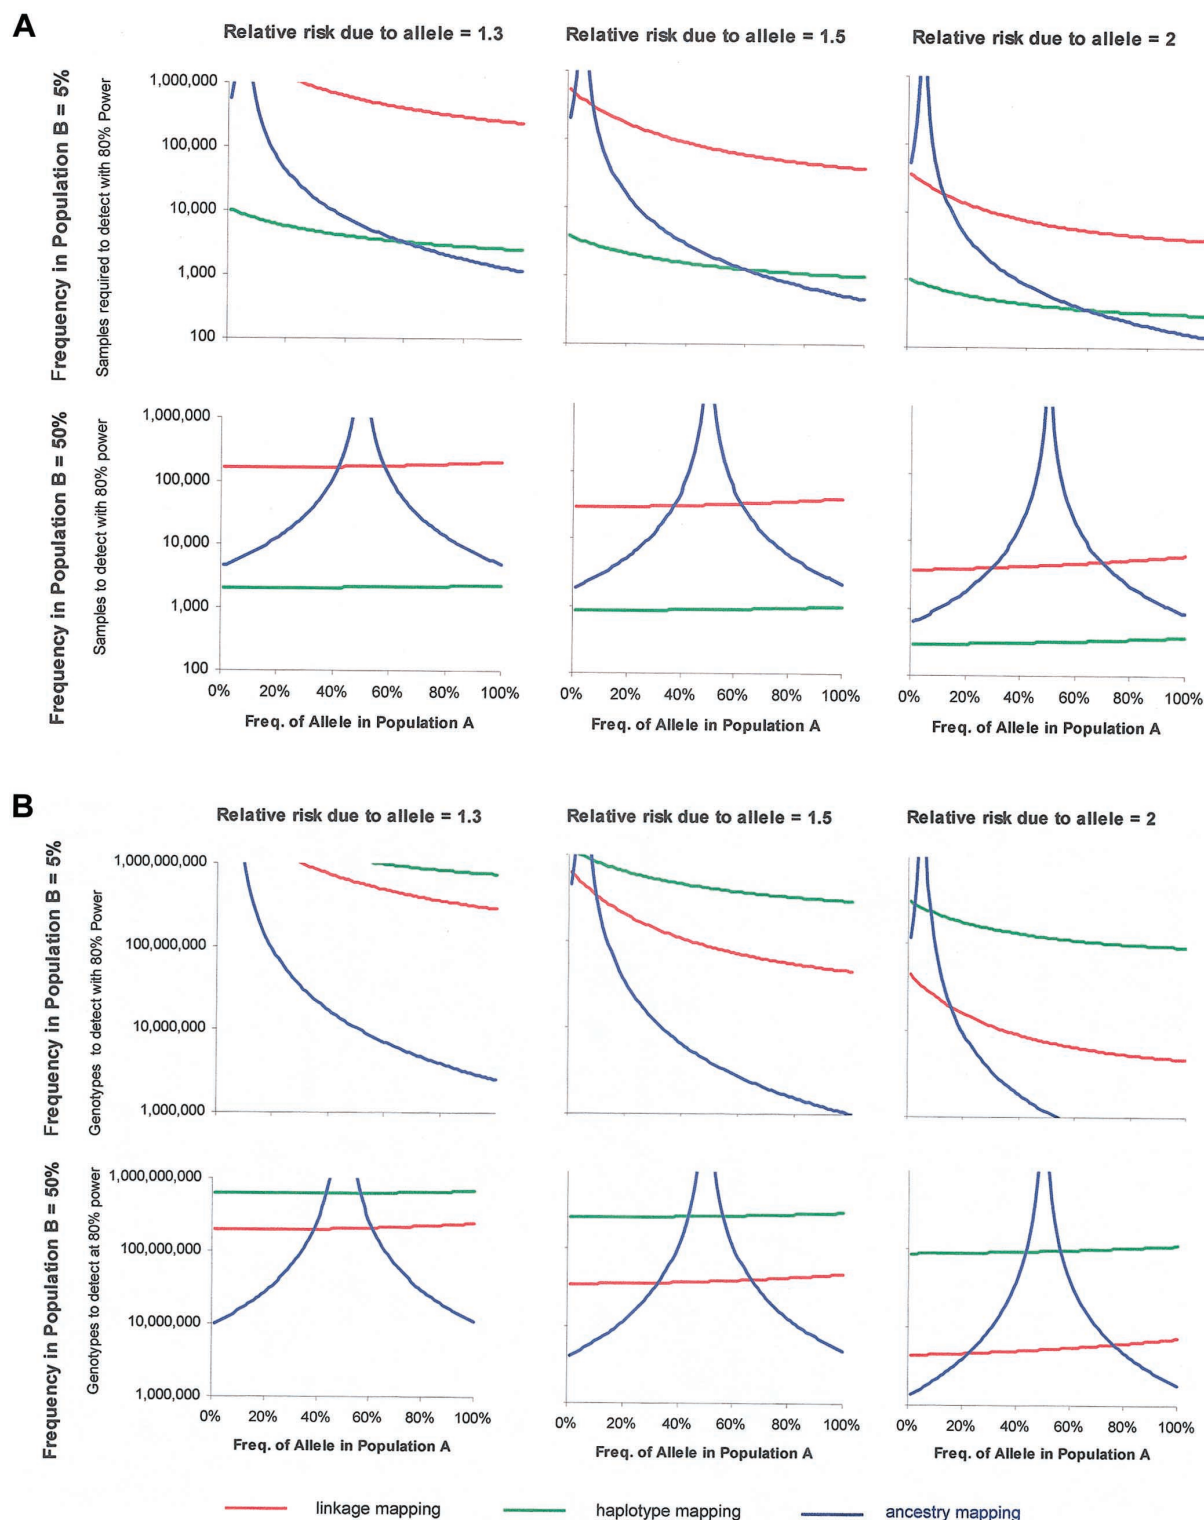 A
Relative risk due to allele = 1.3
Relative risk due to allele = 1.5
Relative risk due to allele = 2
Frequency in Population B = 5%
Samples required to detect with 80% Power
1,000,000
100,000
10,000
1,000
100
Frequency in Population B = 50%
Samples to detect with 80% power
1,000,000
100,000
10,000
1,000
100
0% 20% 40% 60% 80% 100%
0% 20% 40% 60% 80% 100%
0% 20% 40% 60% 80% 100%
Freq. of Allele in Population A
Freq. of Allele in Population A
Freq. of Allele in Population A
B
Relative risk due to allele = 1.3
Relative risk due to allele = 1.5
Relative risk due to allele = 2
Frequency in Population B = 5%
Genotypes to detect with 80% Power
1,000,000,000
100,000,000
10,000,000
1,000,000
Frequency in Population B = 50%
Genotypes to detect at 80% power
1,000,000,000
100,000,000
10,000,000
1,000,000
0% 20% 40% 60% 80% 100%
0% 20% 40% 60% 80% 100%
0% 20% 40% 60% 80% 100%
Freq. of Allele in Population A
Freq. of Allele in Population A
Freq. of Allele in Population A
linkage mapping
haplotype mapping
ancestry mapping